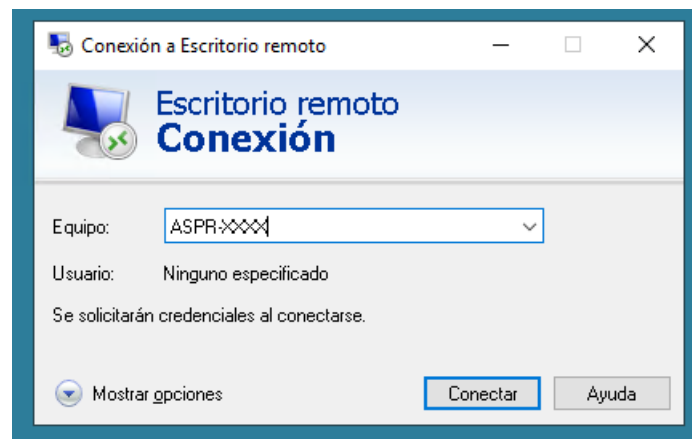 Conexión a Escritorio remoto
Escritorio remoto
Conexión
Equipo: ASPR-XXXX
Usuario: Ninguno especificado
Se solicitarán credenciales al conectarse.
Mostrar opciones Conectar Ayuda